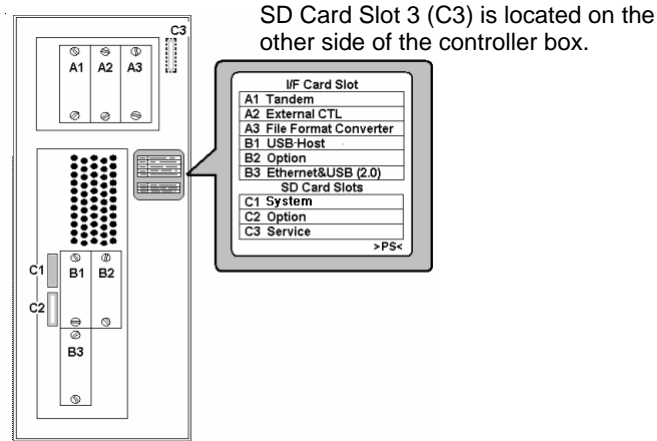 SD Card Slot 3 (C3) is located on the
other side of the controller box.
C3
A1 A2 A3
I/F Card Slot
A1 Tandem
A2 External CTL
A3 File Format Converter
B1 USB Host
B2 Option
B3 Ethernet&USB (2.0)
SD Card Slots
C1 System
C2 Option
C3 Service
>PS<
C1
B1 B2
C2
B3